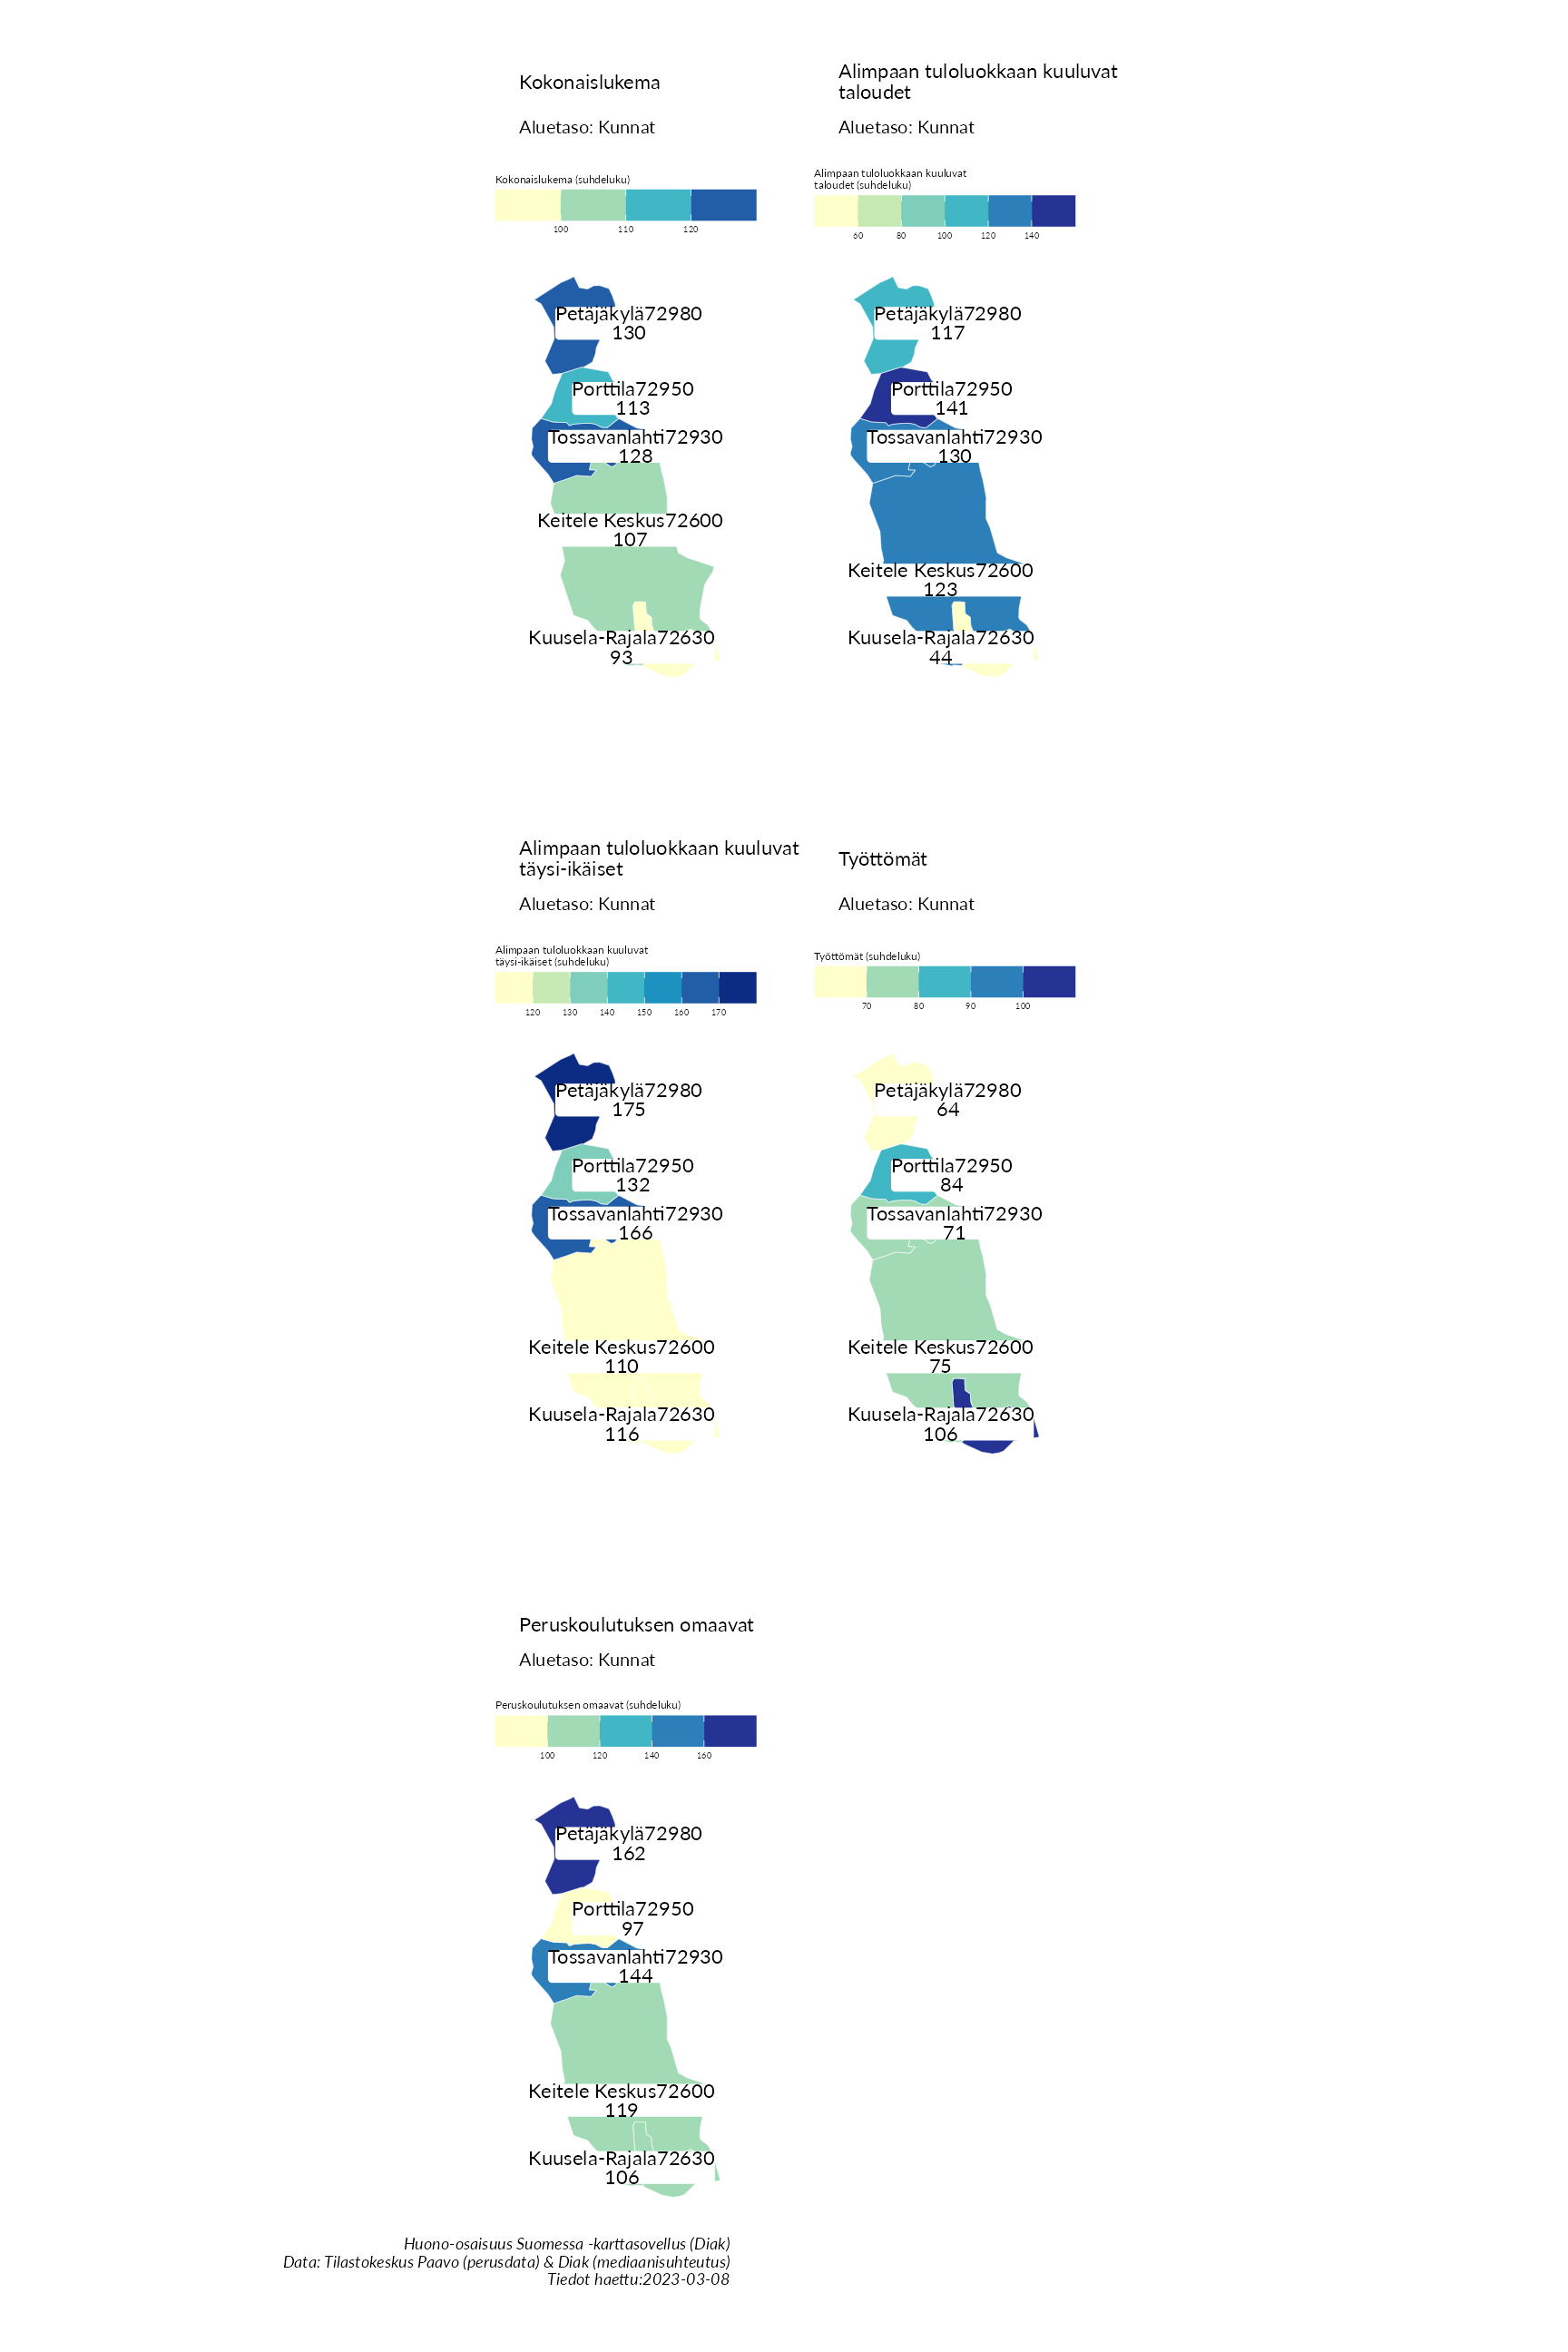 Kokonaislukema
Aluetaso: Kunnat
Kokonaislukema (suhdeluku)
100 110 120
Petäjäkylä72980
130
Porttila72950
113
Tossavanlahti72930
128
Keitele Keskus72600
107
Kuusela-Rajala72630
93
Alimpaan tuloluokkaan kuuluvat
taloudet
Aluetaso: Kunnat
Alimpaan tuloluokkaan kuuluvat
taloudet (suhdeluku)
60 80 100 120 140
Petäjäkylä72980
117
Porttila72950
141
Tossavanlahti72930
130
Keitele Keskus72600
123
Kuusela-Rajala72630
44
Alimpaan tuloluokkaan kuuluvat
täysi-ikäiset
Aluetaso: Kunnat
Alimpaan tuloluokkaan kuuluvat
täysi-ikäiset (suhdeluku)
120 130 140 150 160 170
Petäjäkylä72980
175
Porttila72950
132
Tossavanlahti72930
166
Keitele Keskus72600
110
Kuusela-Rajala72630
116
Työttömät
Aluetaso: Kunnat
Työttömät (suhdeluku)
70 80 90 100
Petäjäkylä72980
64
Porttila72950
84
Tossavanlahti72930
71
Keitele Keskus72600
75
Kuusela-Rajala72630
106
Peruskoulutuksen omaavat
Aluetaso: Kunnat
Peruskoulutuksen omaavat (suhdeluku)
100 120 140 160
Petäjäkylä72980
162
Porttila72950
97
Tossavanlahti72930
144
Keitele Keskus72600
119
Kuusela-Rajala72630
106
Huono-osaisuus Suomessa -karttasovellus (Diak)
Data: Tilastokeskus Paavo (perusdata) & Diak (mediaanisuhteutus)
Tiedot haettu:2023-03-08